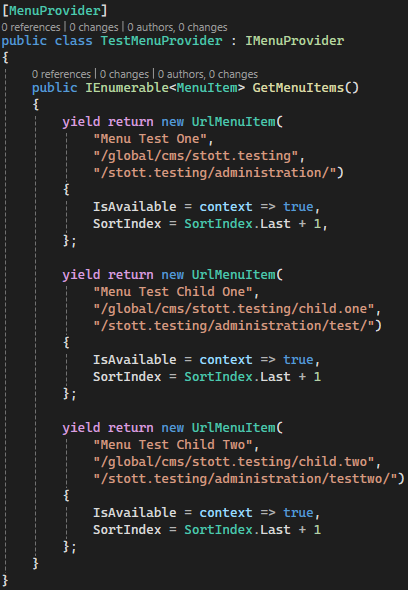 [MenuProvider]
0 references | 0 changes | 0 authors, 0 changes
public class TestMenuProvider : IMenuProvider
{
0 references | 0 changes | 0 authors, 0 changes
public IEnumerable<MenuItem> GetMenuItems()
{
yield return new UrlMenuItem(
"Menu Test One",
"/global/cms/stott.testing",
"/stott.testing/administration/")
{
IsAvailable = context => true,
SortIndex = SortIndex.Last + 1,
};
yield return new UrlMenuItem(
"Menu Test Child One",
"/global/cms/stott.testing/child.one",
"/stott.testing/administration/test/")
{
IsAvailable = context => true,
SortIndex = SortIndex.Last + 1
};
yield return new UrlMenuItem(
"Menu Test Child Two",
"/global/cms/stott.testing/child.two",
"/stott.testing/administration/testtwo/")
{
IsAvailable = context => true,
SortIndex = SortIndex.Last + 1
};
}
}